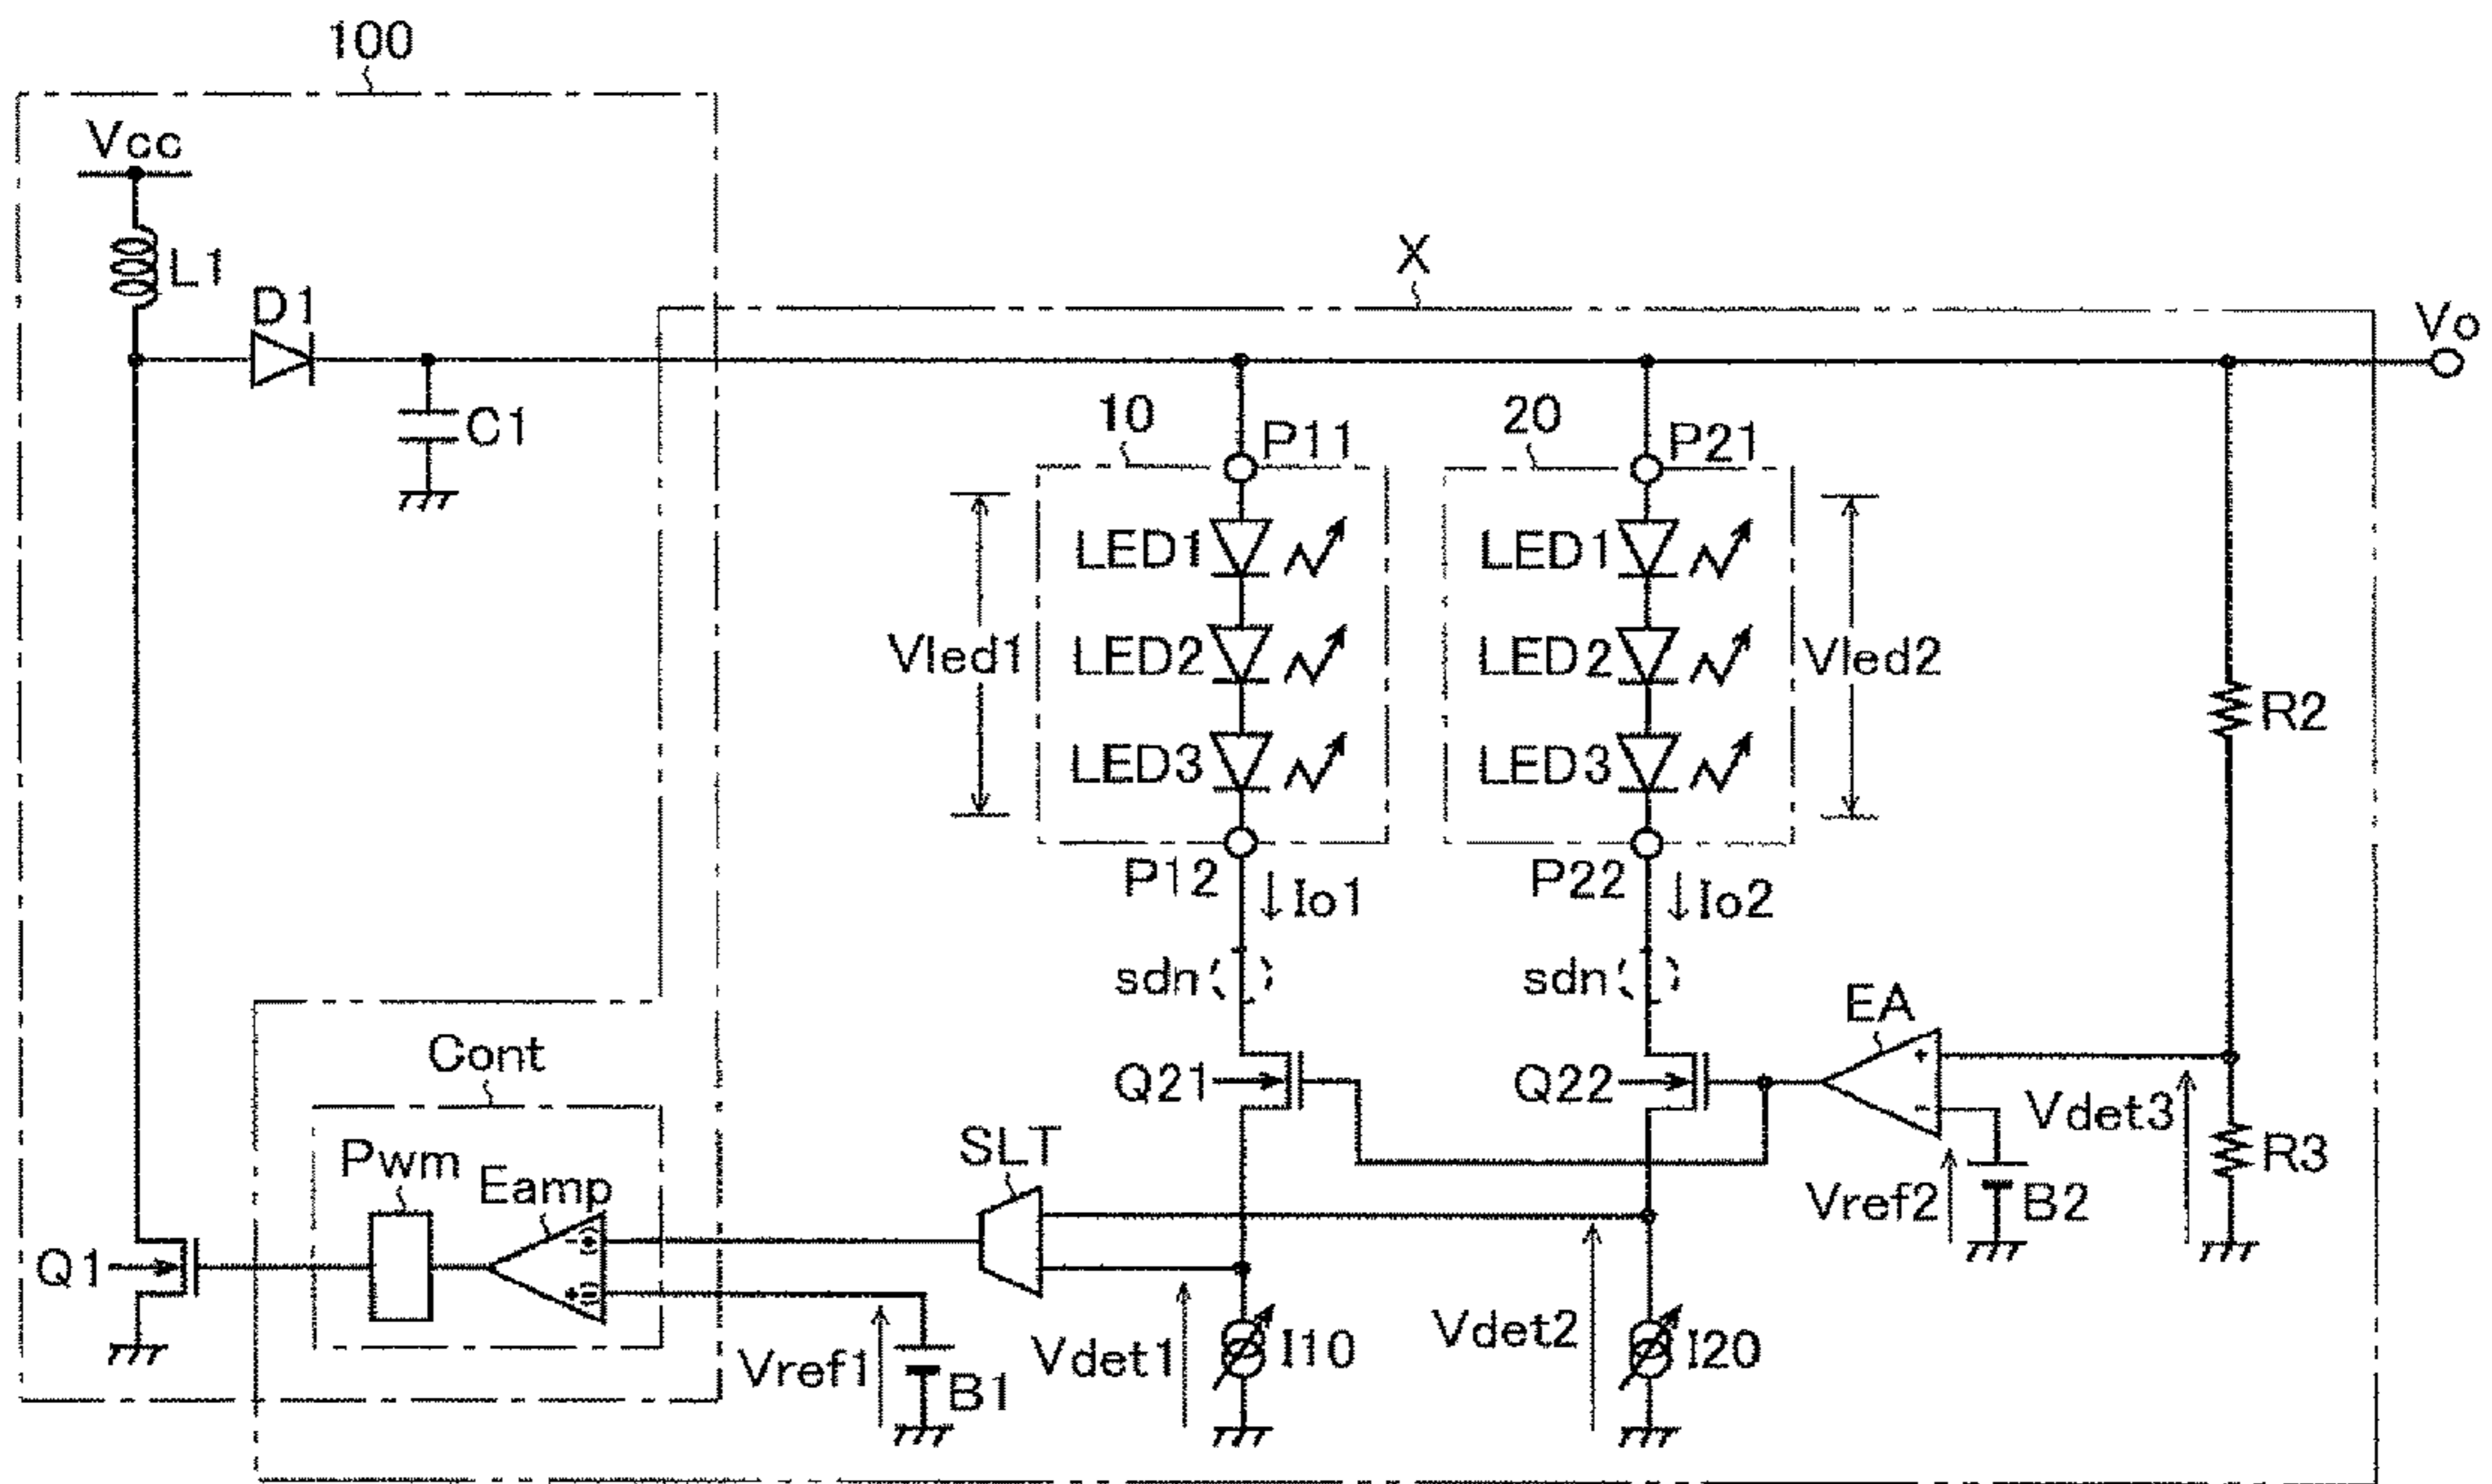 100
Vcc
L1
D1
C1
X
Vo
10
P11
20
P21
LED1
LED1
Vled1
LED2
LED2
Vled2
LED3
LED3
R2
P12
Io1
P22
Io2
sdn
sdn
EA
+
-
Cont
Q21
Q22
Vdet3
R3
Pwm
Eamp
SLT
Vref2
B2
Q1
-(+)
+(-)
Vref1
B1
Vdet1
I10
Vdet2
I20